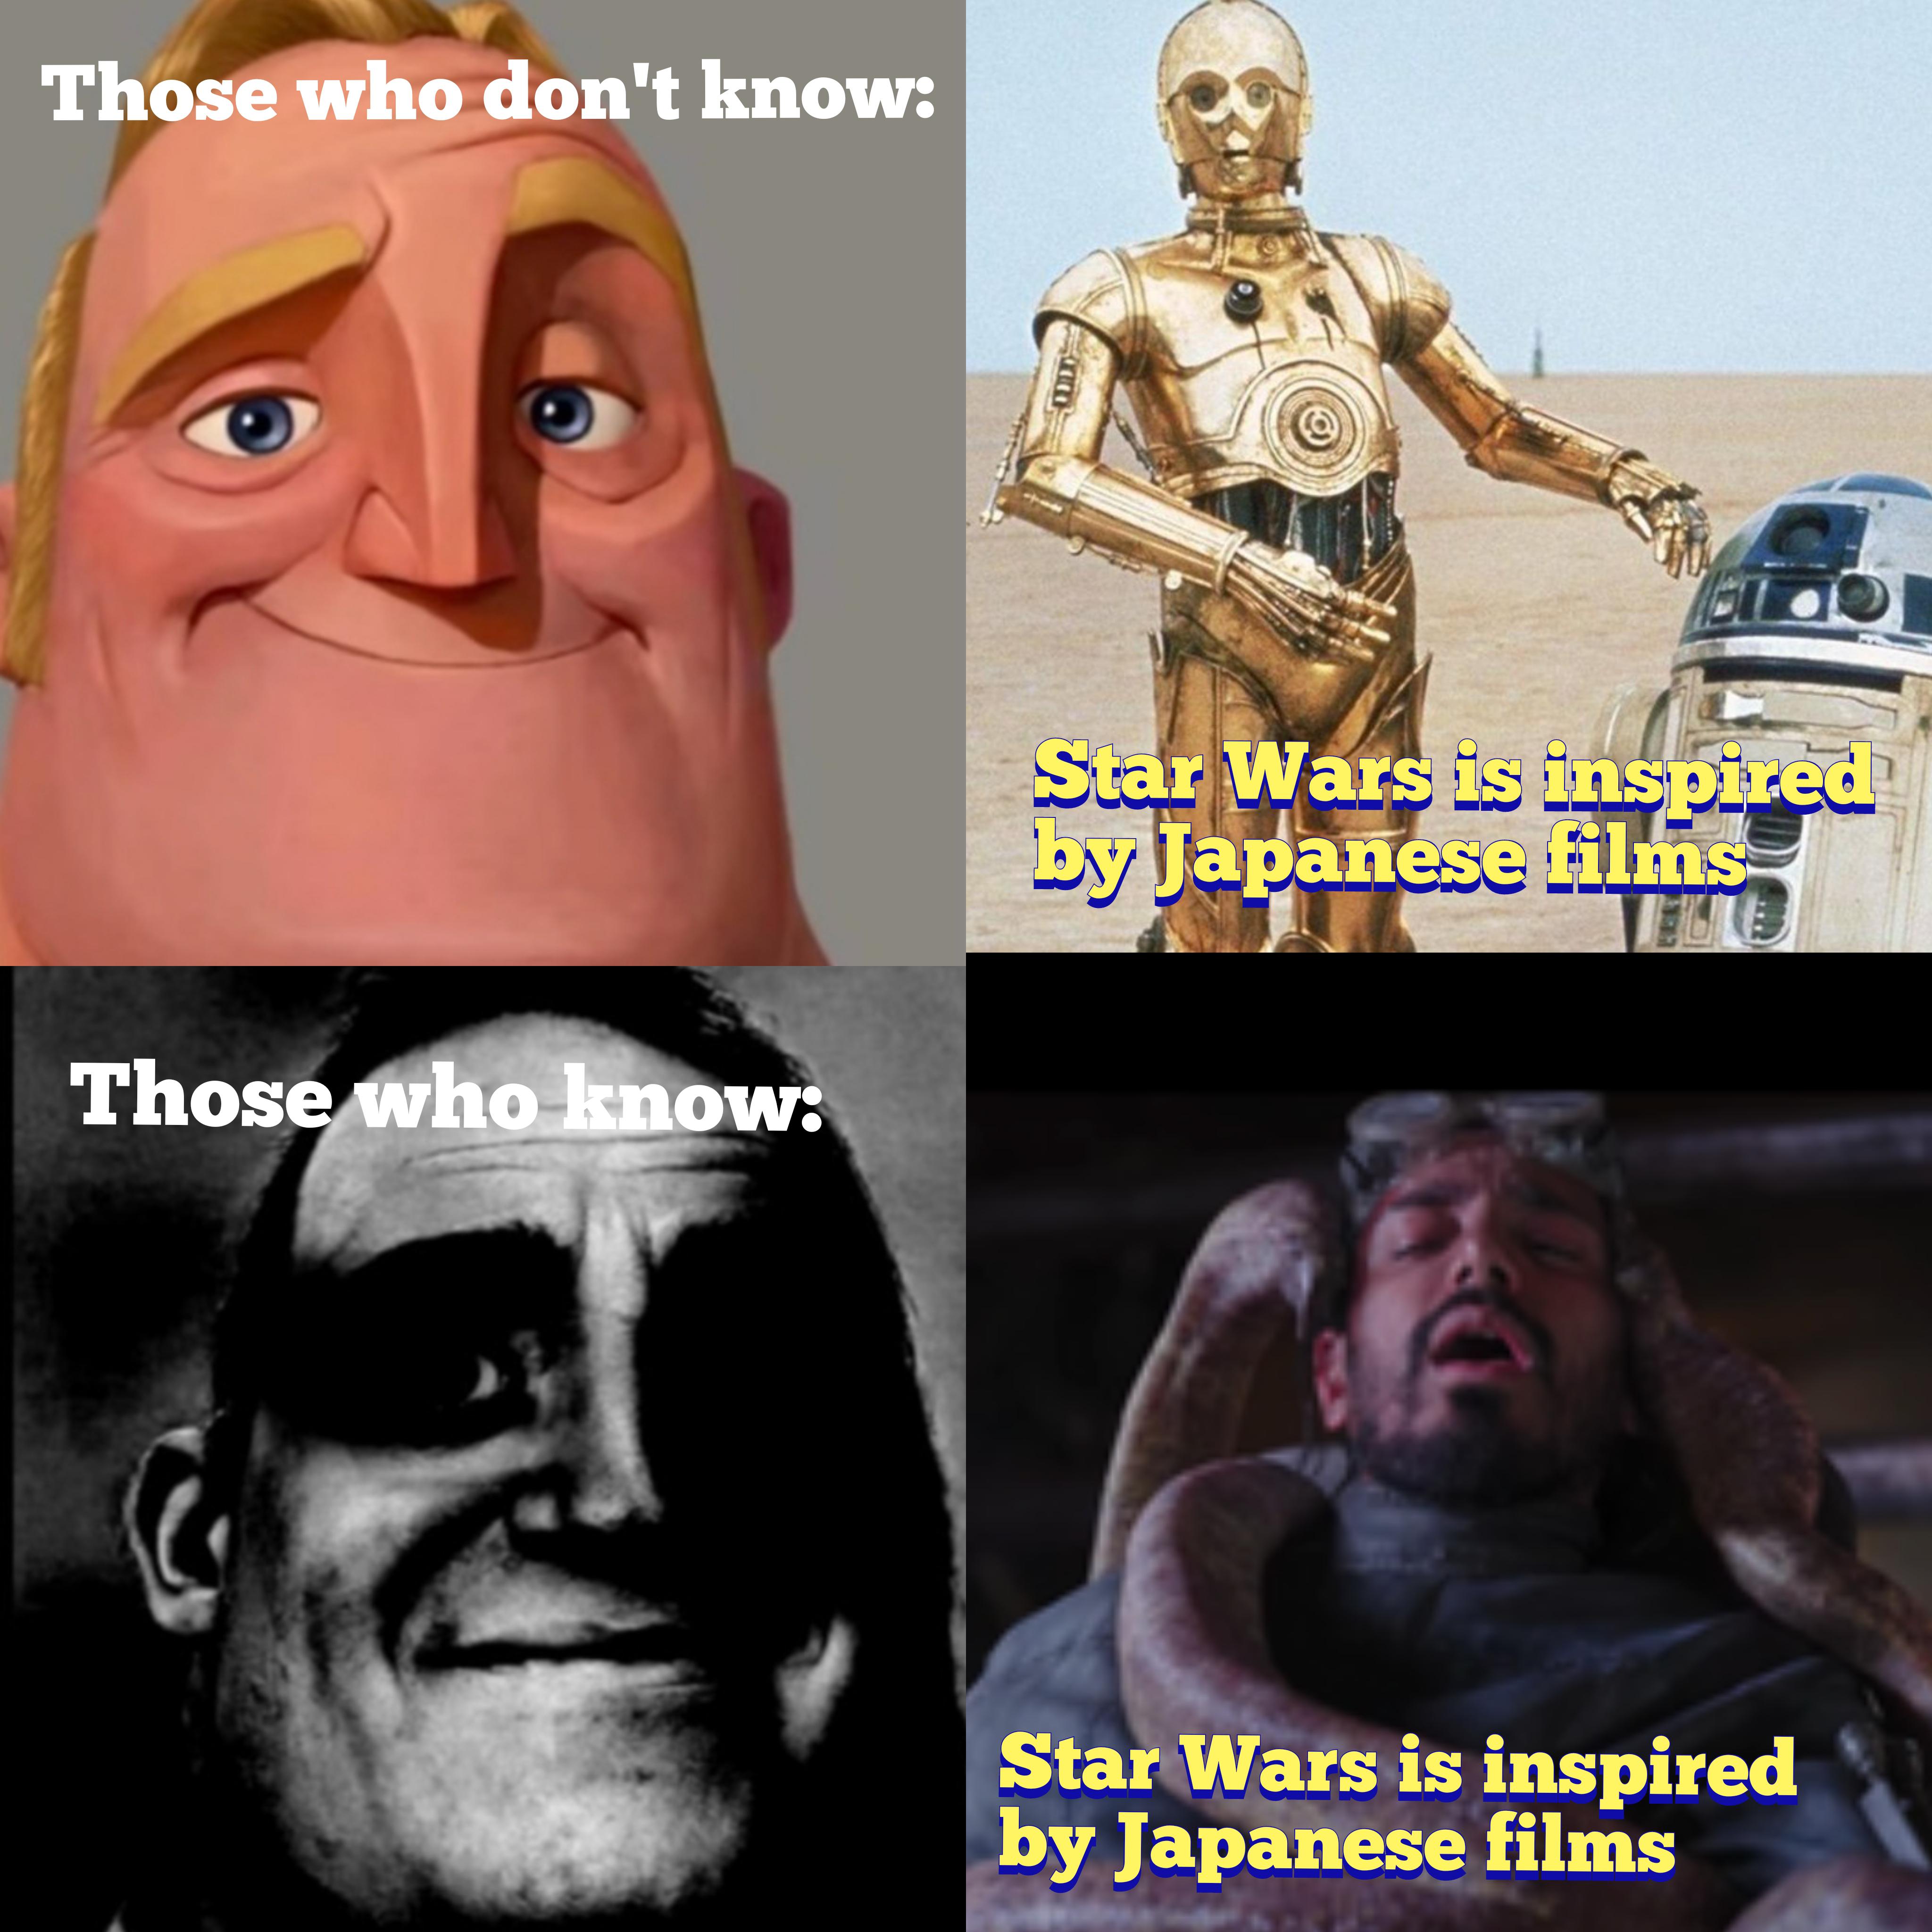 Those who don't know:
Star Wars is inspired
by Japanese films
Those who know:
Star Wars is inspired
by Japanese films